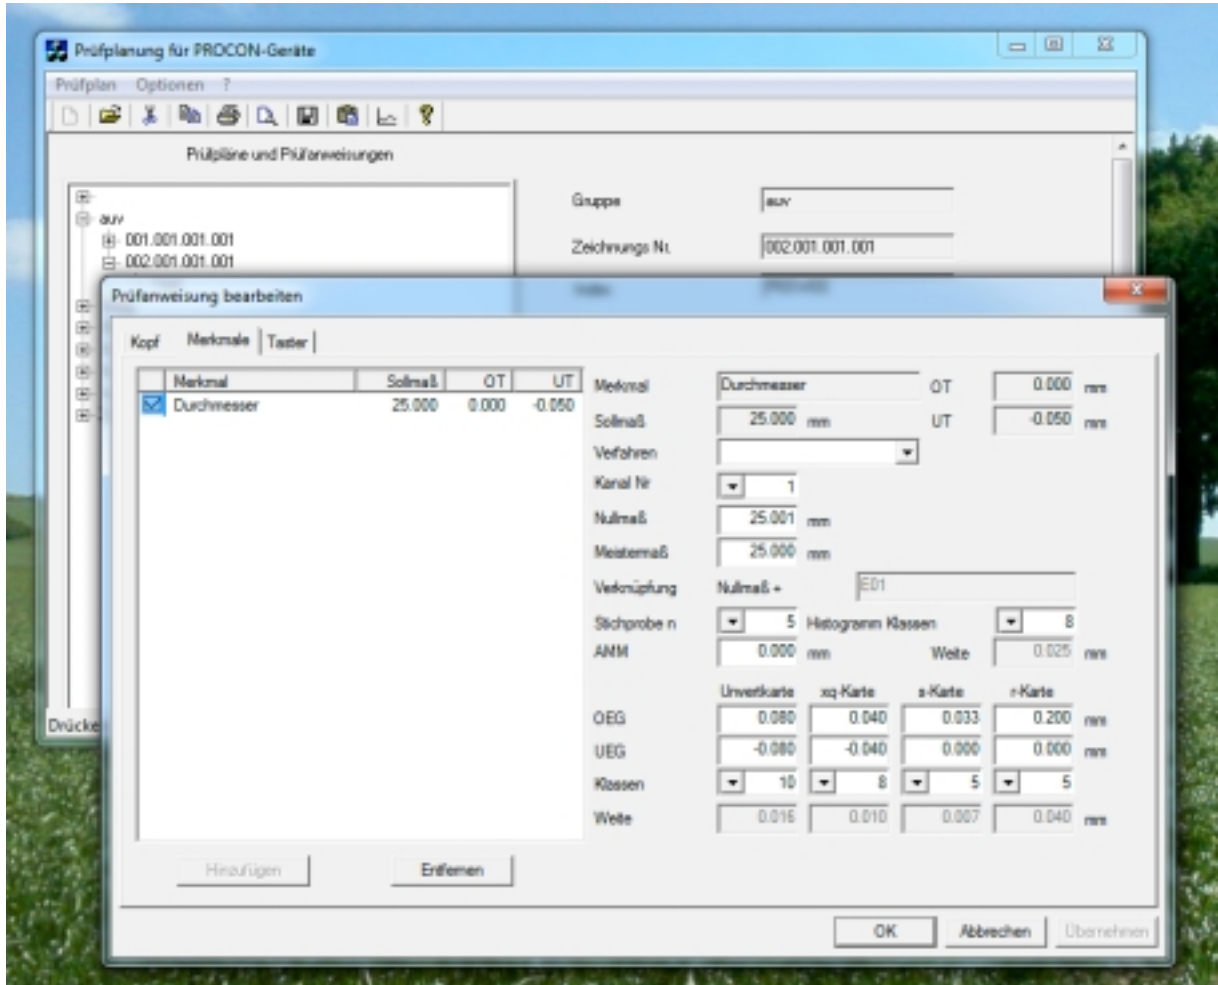 Prüfplanung für PROCON-Geräte
Prüfplan Optionen ?
Prüfpläne und Prüfanweisungen
auv
001.001.001.001
002.001.001.001
Gruppe auv
Zeichnungs Nr. 002.001.001.001
Drücke
Prüfanweisung bearbeiten
Kopf Merkmale Taster
Merkmal Sollmaß OT UT
Durchmesser 25.000 0.000 -0.050
Merkmal Durchmesser OT 0.000 mm
Sollmaß 25.000 mm UT -0.050 mm
Verfahren
Kanal Nr 1
Nullmaß 25.001 mm
Meistermaß 25.000 mm
Verknüpfung Nullmaß + E01
Stichprobe n 5 Histogramm Klassen 8
AMM 0.000 mm Weite 0.025 mm
Urwertkarte xq-Karte s-Karte r-Karte
OEG 0.080 0.040 0.033 0.200 mm
UEG -0.080 -0.040 0.000 0.000 mm
Klassen 10 8 5 5
Weite 0.016 0.010 0.007 0.040 mm
Hinzufügen Entfernen
OK Abbrechen Übernehmen